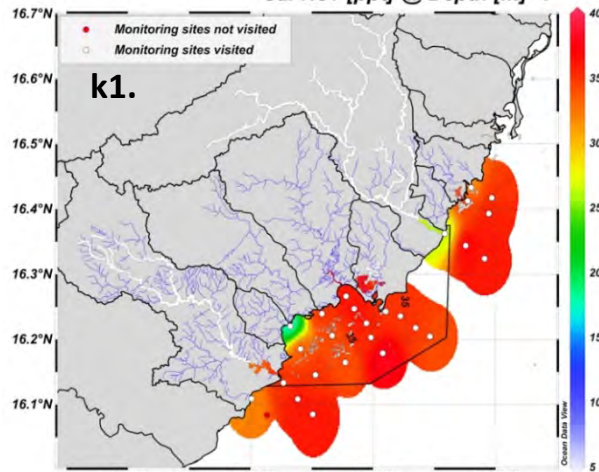 16.7°N
Monitoring sites not visited
Monitoring sites visited
k1.
16.6°N
16.5°N
16.4°N
16.3°N
16.2°N
16.1°N
35
40
35
30
25
20
15
10
5
Ocean Data View